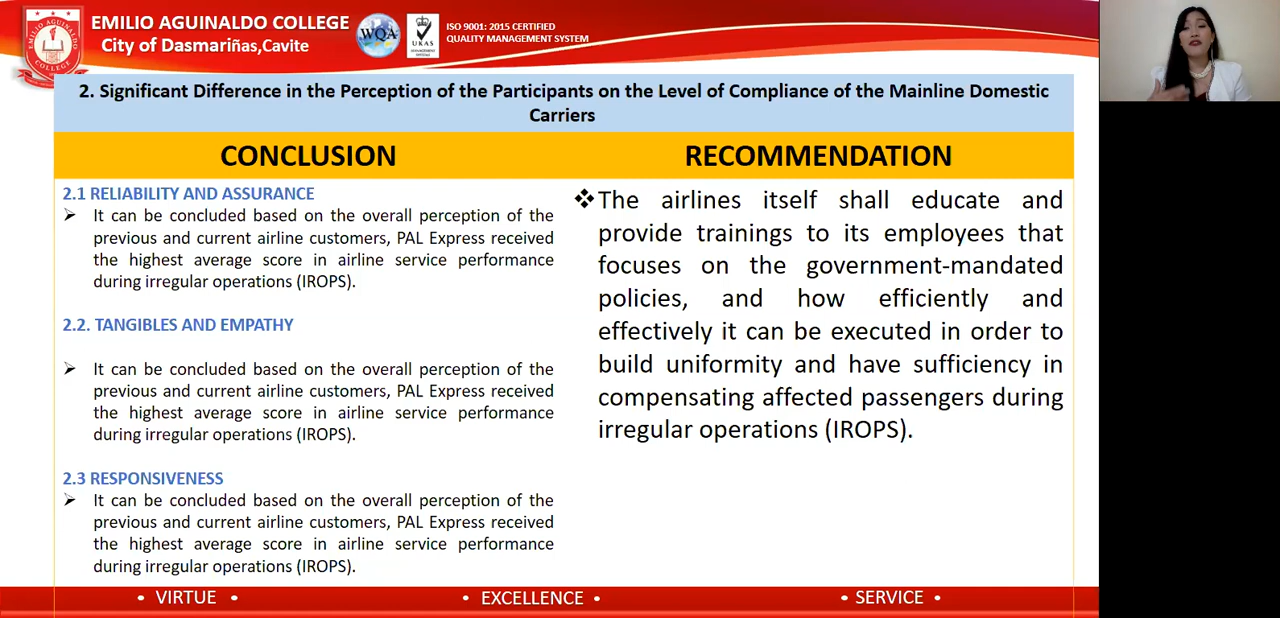 EMILIO AGUINALDO COLLEGE
City of Dasmariñas,Cavite
EMILIO AGUINALDO
COLLEGE
WQA
UKAS
MANAGEMENT
SYSTEMS
ISO 9001: 2015 CERTIFIED
QUALITY MANAGEMENT SYSTEM
2. Significant Difference in the Perception of the Participants on the Level of Compliance of the Mainline Domestic
Carriers
CONCLUSION
2.1 RELIABILITY AND ASSURANCE
➢ It can be concluded based on the overall perception of the
previous and current airline customers, PAL Express received
the highest average score in airline service performance
during irregular operations (IROPS).
2.2. TANGIBLES AND EMPATHY
➢ It can be concluded based on the overall perception of the
previous and current airline customers, PAL Express received
the highest average score in airline service performance
during irregular operations (IROPS).
2.3 RESPONSIVENESS
➢ It can be concluded based on the overall perception of the
previous and current airline customers, PAL Express received
the highest average score in airline service performance
during irregular operations (IROPS).
RECOMMENDATION
❖The airlines itself shall educate and
provide trainings to its employees that
focuses on the government-mandated
policies, and how efficiently and
effectively it can be executed in order to
build uniformity and have sufficiency in
compensating affected passengers during
irregular operations (IROPS).
• VIRTUE •
• EXCELLENCE •
• SERVICE •